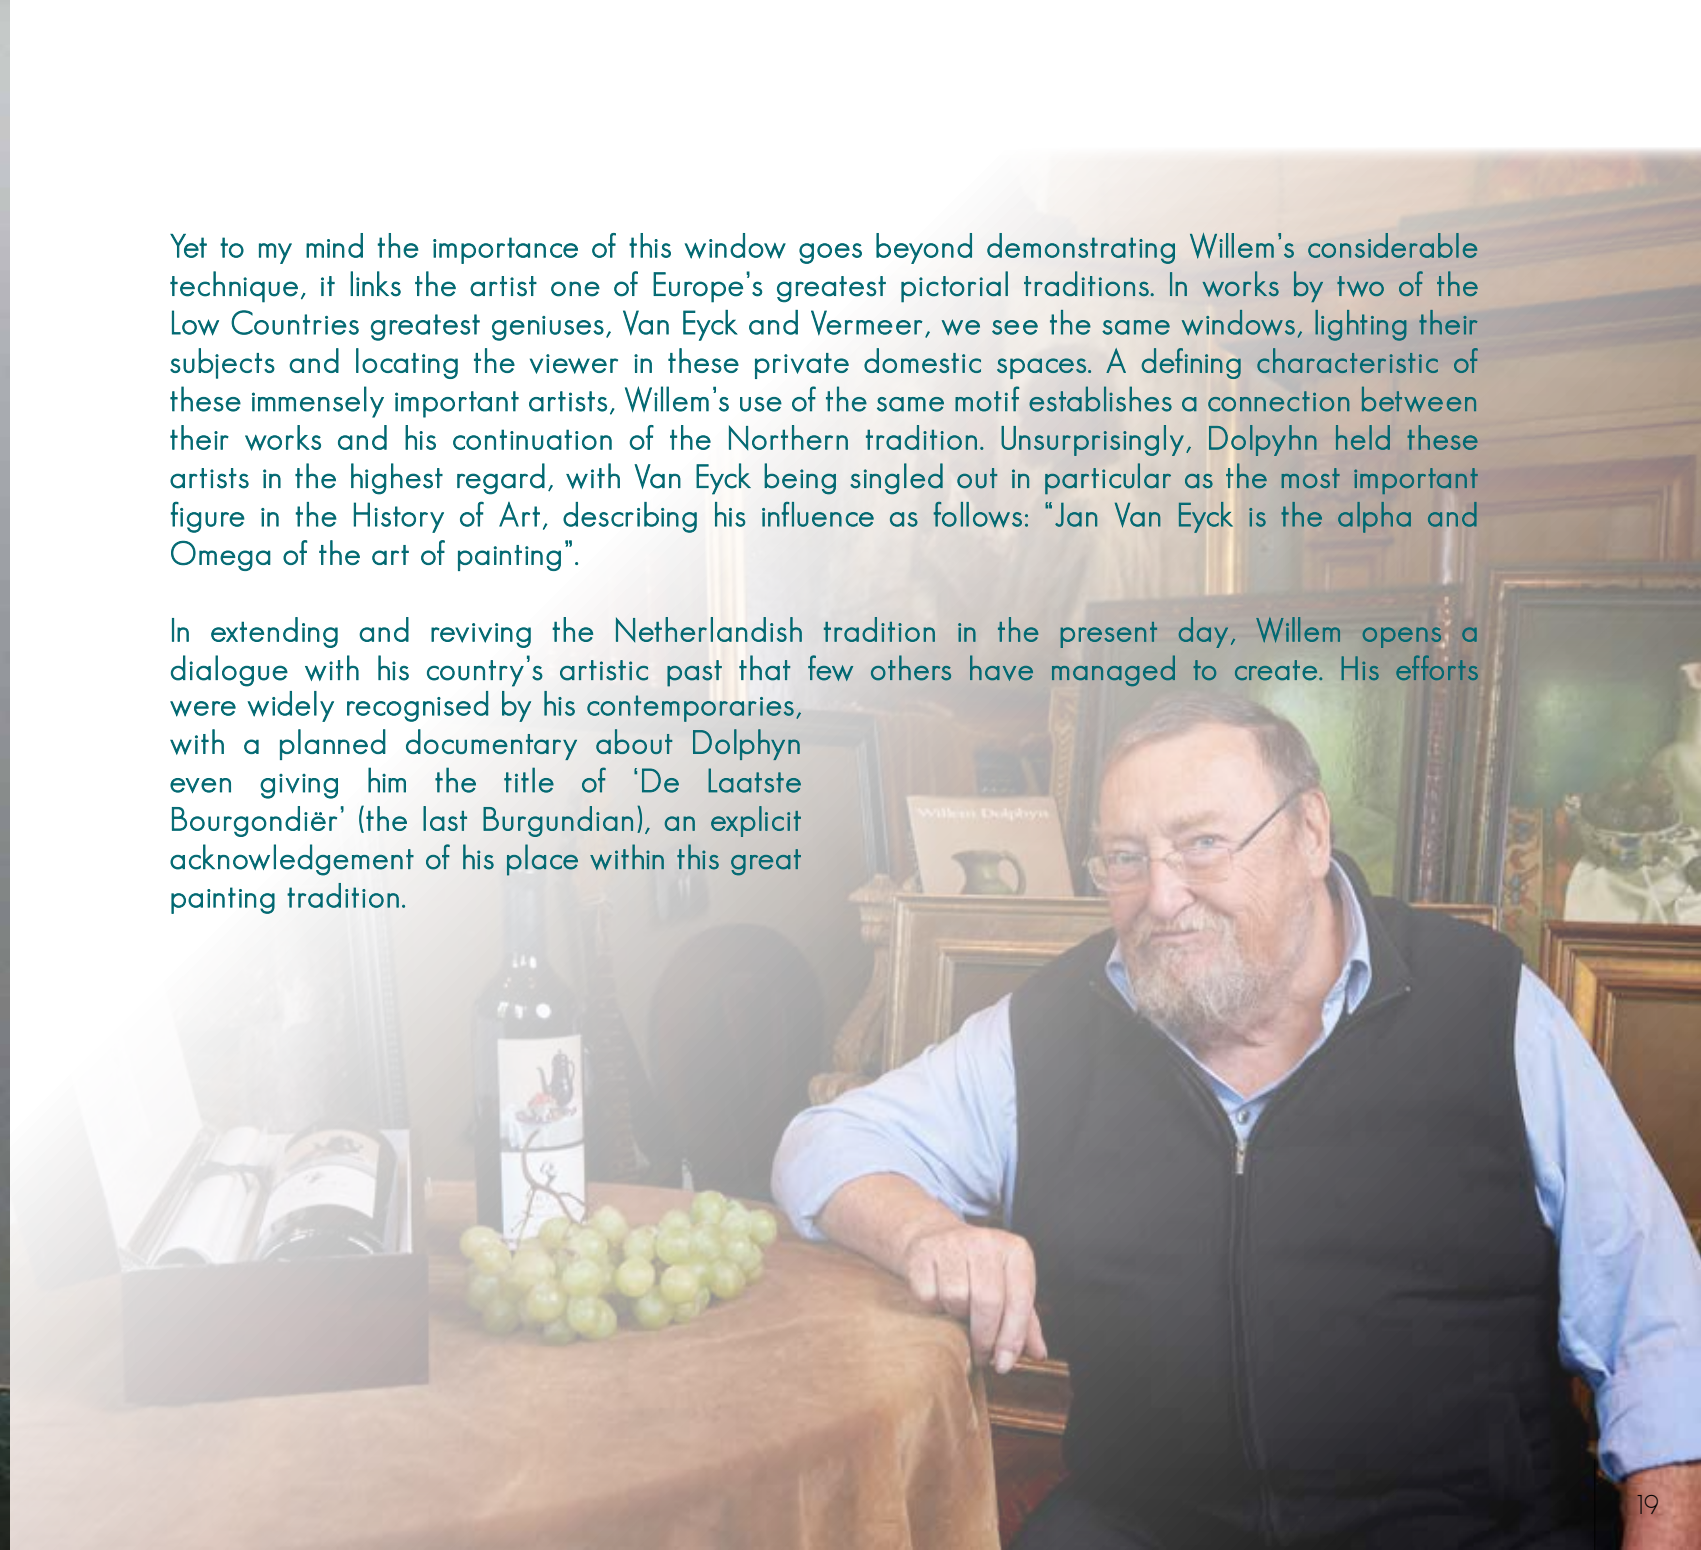 Yet to my mind the importance of this window goes beyond demonstrating Willem's considerable
technique, it links the artist one of Europe's greatest pictorial traditions. In works by two of the
Low Countries greatest geniuses, Van Eyck and Vermeer, we see the same windows, lighting their
subjects and locating the viewer in these private domestic spaces. A defining characteristic of
these immensely important artists, Willem's use of the same motif establishes a connection between
their works and his continuation of the Northern tradition. Unsurprisingly, Dolpyhn held these
artists in the highest regard, with Van Eyck being singled out in particular as the most important
figure in the History of Art, describing his influence as follows: “Jan Van Eyck is the alpha and
Omega of the art of painting”.
In extending and reviving the Netherlandish tradition in the present day, Willem opens a
dialogue with his country's artistic past that few others have managed to create. His efforts
were widely recognised by his contemporaries,
with a planned documentary about Dolphyn
even giving him the title of ‘De Laatste
Bourgondiër’ (the last Burgundian), an explicit
acknowledgement of his place within this great
painting tradition.
Willem Dolphyn
19